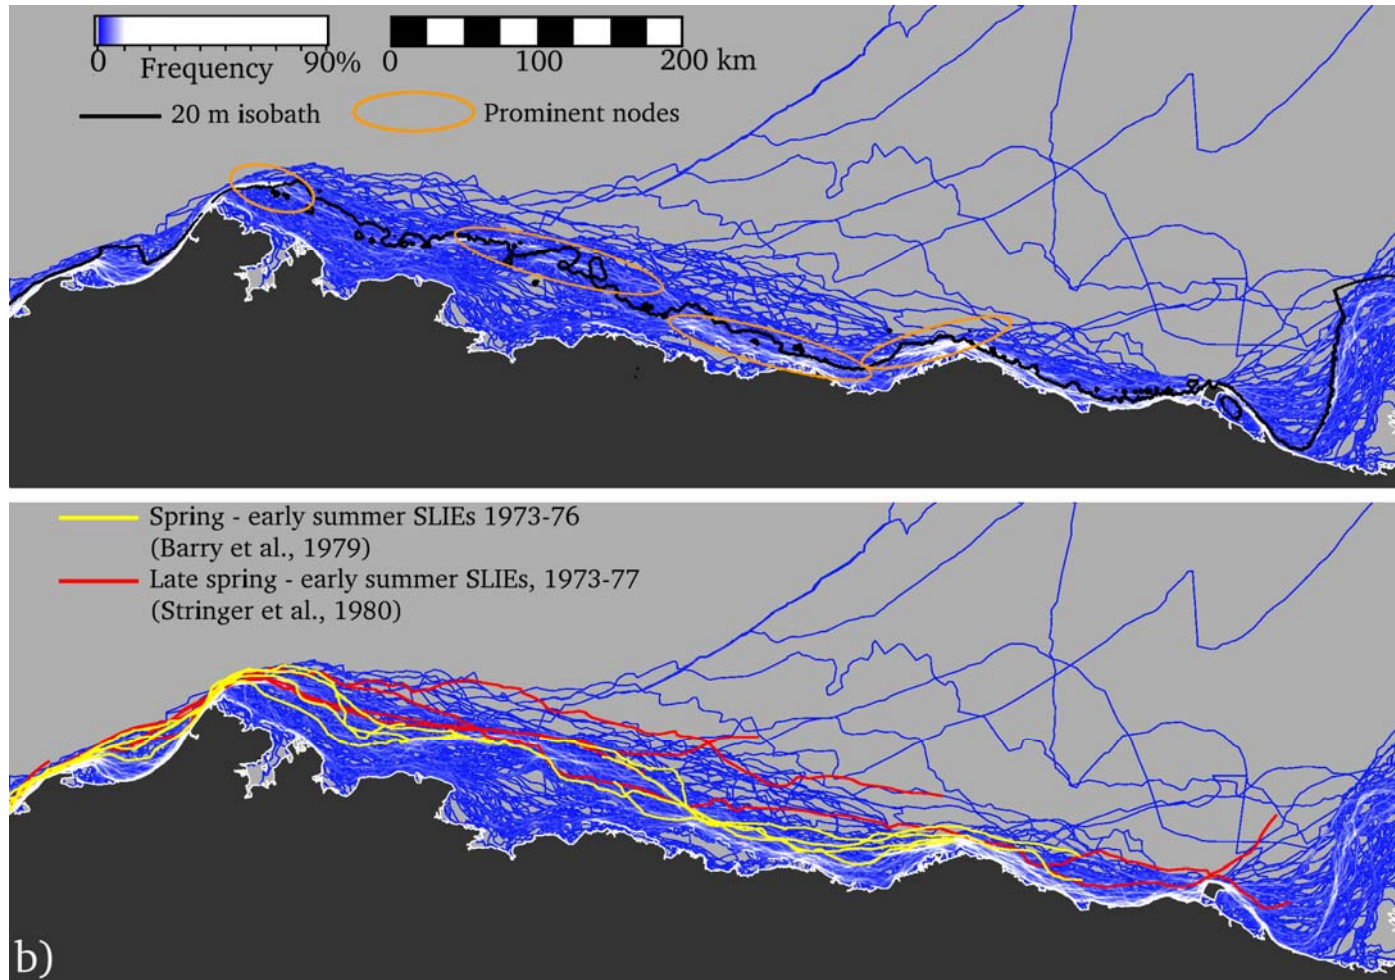 0 Frequency 90%
0 100 200 km
20 m isobath
Prominent nodes
Spring - early summer SLIEs 1973-76
(Barry et al., 1979)
Late spring - early summer SLIEs, 1973-77
(Stringer et al., 1980)
b)